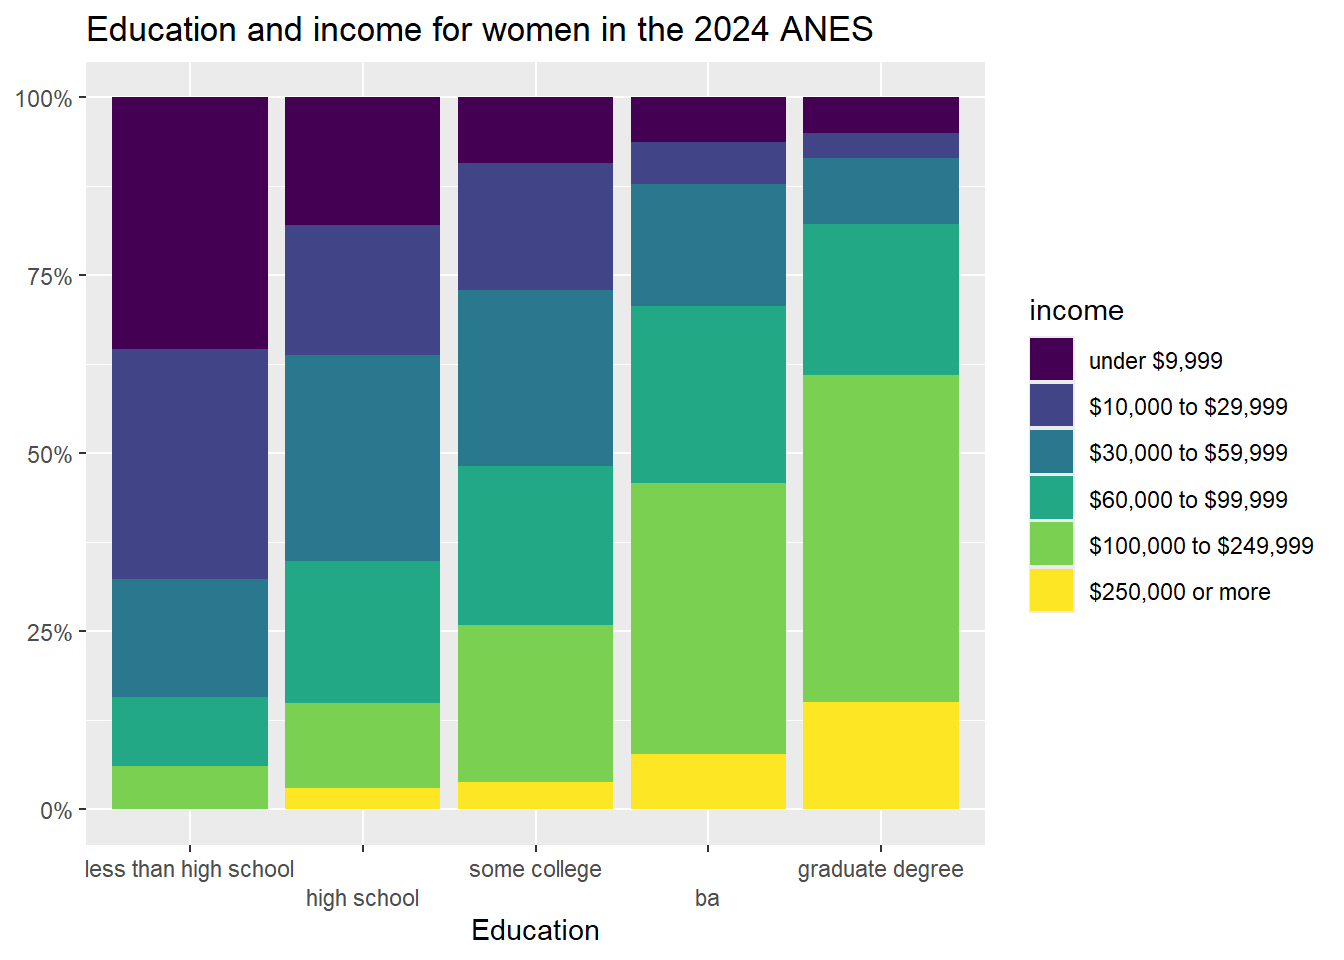 Education and income for women in the 2024 ANES
100%
75%
50%
25%
0%
less than high school
high school
some college
ba
graduate degree
Education
income
under $9,999
$10,000 to $29,999
$30,000 to $59,999
$60,000 to $99,999
$100,000 to $249,999
$250,000 or more